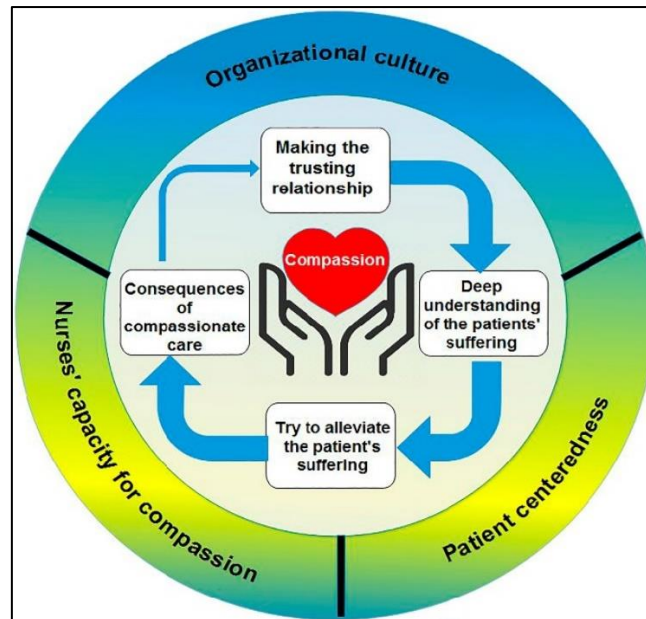 Organizational culture
Making the
trusting
relationship
Compassion
Consequences
of
compassionate
care
Deep
understanding
of the patients'
suffering
Try to alleviate
the patient's
suffering
Nurses' capacity for compassion
Patient centeredness